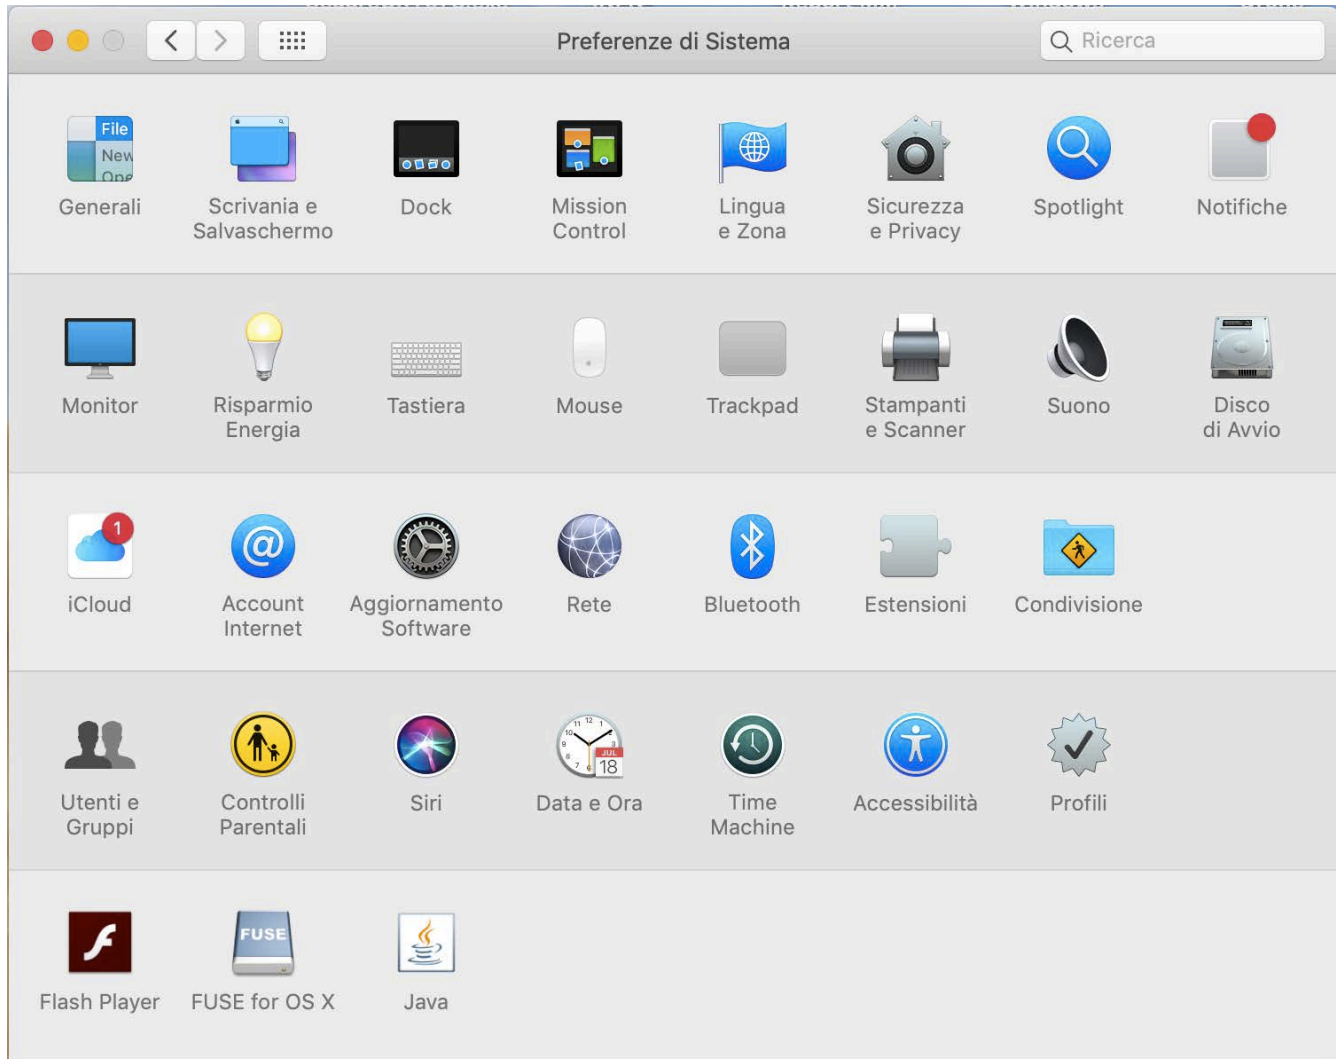 Preferenze di Sistema
Ricerca
File
New
Ope
Generali
Scrivania e
Salvaschermo
Dock
Mission
Control
Lingua
e Zona
Sicurezza
e Privacy
Spotlight
Notifiche
Monitor
Risparmio
Energia
Tastiera
Mouse
Trackpad
Stampanti
e Scanner
Suono
Disco
di Avvio
1
iCloud
@
Account
Internet
Aggiornamento
Software
Rete
Bluetooth
Estensioni
Condivisione
Utenti e
Gruppi
Controlli
Parentali
Siri
JUL
18
Data e Ora
Time
Machine
Accessibilità
Profili
Flash Player
FUSE
FUSE for OS X
Java